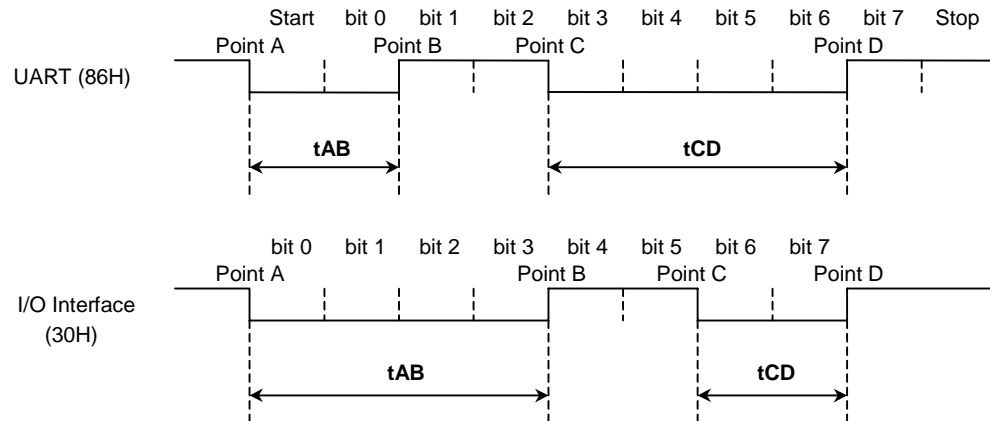 Start bit 0 bit 1 bit 2 bit 3 bit 4 bit 5 bit 6 bit 7 Stop
Point A Point B Point C Point D
UART (86H)
tAB tCD
bit 0 bit 1 bit 2 bit 3 bit 4 bit 5 bit 6 bit 7
Point A Point B Point C Point D
I/O Interface
(30H)
tAB tCD